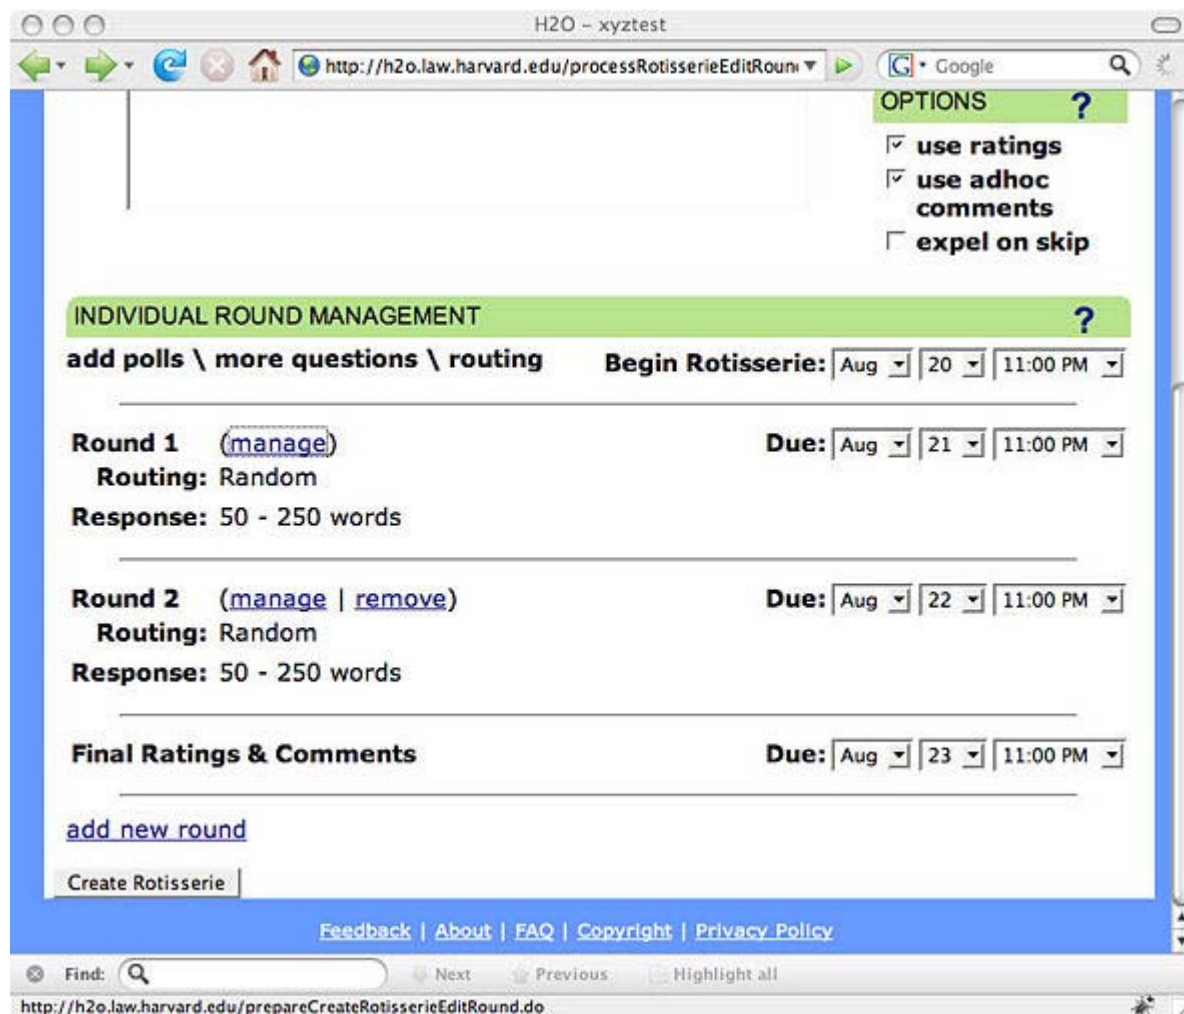 H2O – xyztest
http://h2o.law.harvard.edu/processRotisserieEditRoun
G Google
OPTIONS ?
use ratings
use adhoc
comments
expel on skip
INDIVIDUAL ROUND MANAGEMENT ?
add polls \ more questions \ routing Begin Rotisserie: Aug 20 11:00 PM
Round 1 (manage) Due: Aug 21 11:00 PM
Routing: Random
Response: 50 - 250 words
Round 2 (manage | remove) Due: Aug 22 11:00 PM
Routing: Random
Response: 50 - 250 words
Final Ratings & Comments Due: Aug 23 11:00 PM
add new round
Create Rotisserie
Feedback | About | FAQ | Copyright | Privacy Policy
Find: Next Previous Highlight all
http://h2o.law.harvard.edu/prepareCreateRotisserieEditRound.do